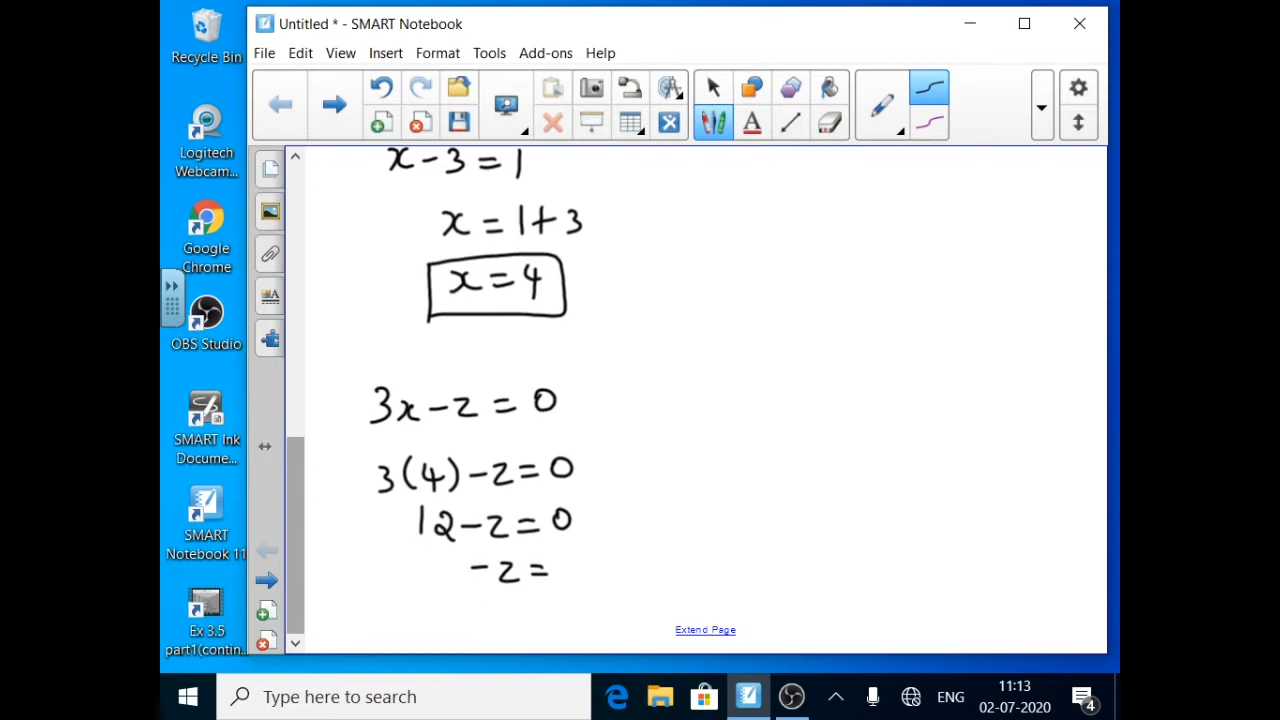 Recycle Bin
Logitech
Webcam...
Google
Chrome
OBS Studio
SMART Ink
Docume...
SMART
Notebook 11
Ex 3.5
part1(contin...
Untitled * - SMART Notebook
File Edit View Insert Format Tools Add-ons Help
x - 3 = 1
x = 1 + 3
x = 4
3x - z = 0
3(4) - z = 0
12 - z = 0
- z =
Extend Page
Type here to search
ENG
11:13
02-07-2020
4